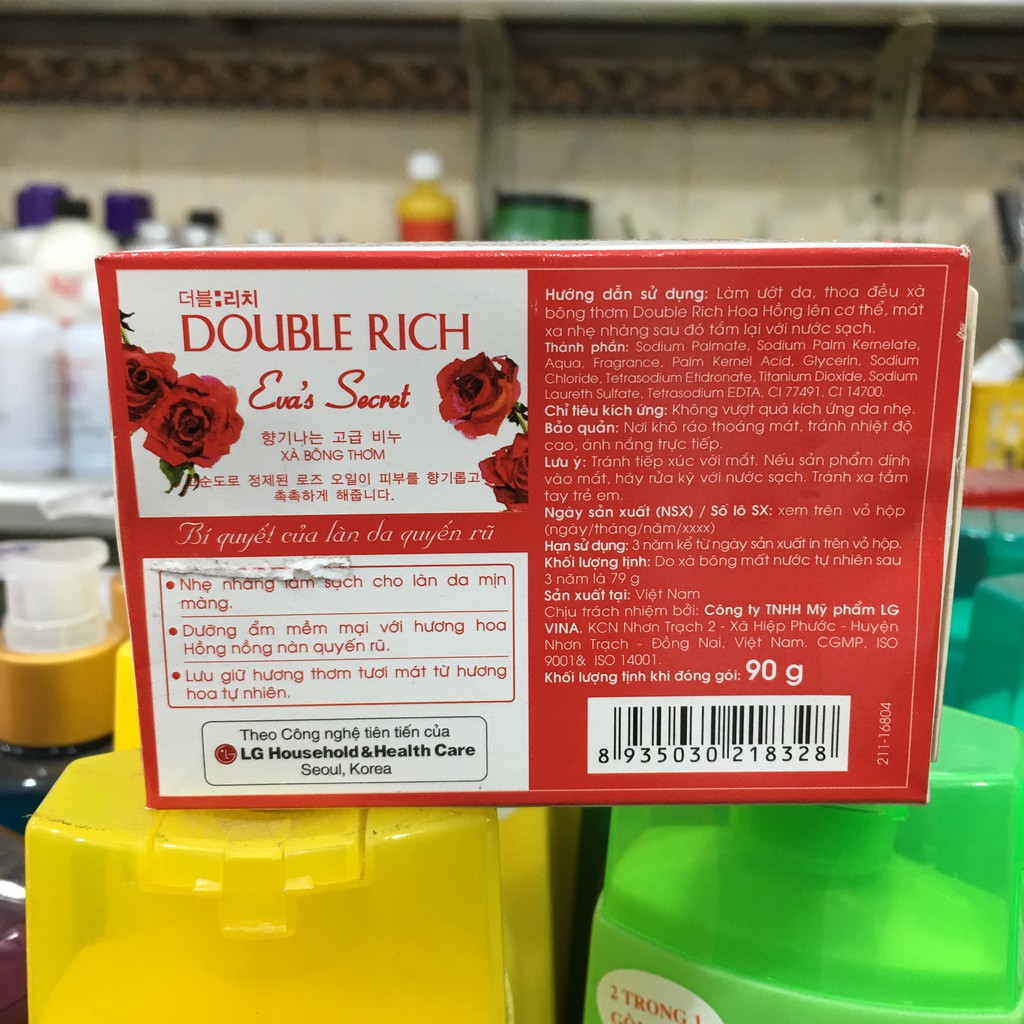 더블:리치
DOUBLE RICH
Eva's Secret
향기나는 고급 비누
XÀ BÔNG THƠM
순도로 정제된 로즈 오일이 피부를 향기롭고
촉촉하게 해줍니다.
Bí quyết của làn da quyến rũ
• Nhẹ nhàng làm sạch cho làn da mịn
màng.
• Dưỡng ẩm mềm mại với hương hoa
Hồng nồng nàn quyến rũ.
• Lưu giữ hương thơm tươi mát từ hương
hoa tự nhiên.
Theo Công nghệ tiên tiến của
LG Household & Health Care
Seoul, Korea
Hướng dẫn sử dụng: Làm ướt da, thoa đều xà
bông thơm Double Rich Hoa Hồng lên cơ thể, mát
xa nhẹ nhàng sau đó tắm lại với nước sạch.
Thành phần: Sodium Palmate, Sodium Palm Kernelate,
Aqua, Fragrance, Palm Kernel Acid, Glycerin, Sodium
Chloride, Tetrasodium Etidronate, Titanium Dioxide, Sodium
Laureth Sulfate, Tetrasodium EDTA, CI 77491, CI 14700.
Chỉ tiêu kích ứng: Không vượt quá kích ứng da nhẹ.
Bảo quản: Nơi khô ráo thoáng mát, tránh nhiệt độ
cao, ánh nắng trực tiếp.
Lưu ý: Tránh tiếp xúc với mắt. Nếu sản phẩm dính
vào mắt, hãy rửa kỹ với nước sạch. Tránh xa tầm
tay trẻ em.
Ngày sản xuất (NSX) / Số lô SX: xem trên vỏ hộp
(ngày/tháng/năm/xxxx)
Hạn sử dụng: 3 năm kể từ ngày sản xuất in trên vỏ hộp.
Khối lượng tịnh: Do xà bông mất nước tự nhiên sau
3 năm là 79 g
Sản xuất tại: Việt Nam
Chịu trách nhiệm bởi: Công ty TNHH Mỹ phẩm LG
VINA. KCN Nhơn Trạch 2 - Xã Hiệp Phước - Huyện
Nhơn Trạch - Đồng Nai, Việt Nam. CGMP, ISO
9001& ISO 14001.
Khối lượng tịnh khi đóng gói: 90 g
8 935030 218328
211-16804
2 TRONG 1